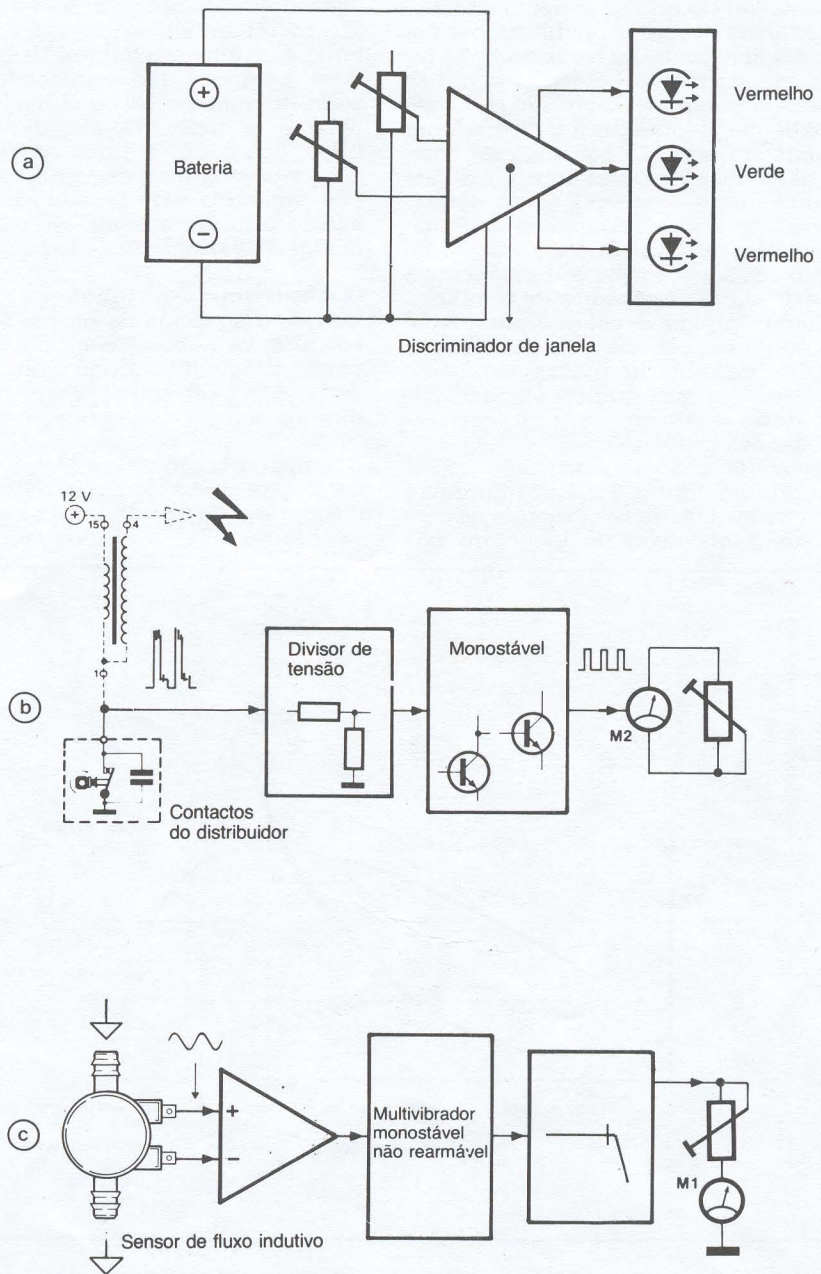 a
+
Bateria
−
Vermelho
Verde
Vermelho
Discriminador de janela
12 V
+
15
4
1
b
Divisor de
tensão
Monostável
M2
Contactos
do distribuidor
c
+
−
Multivibrador
monostável
não rearmável
M1
Sensor de fluxo indutivo